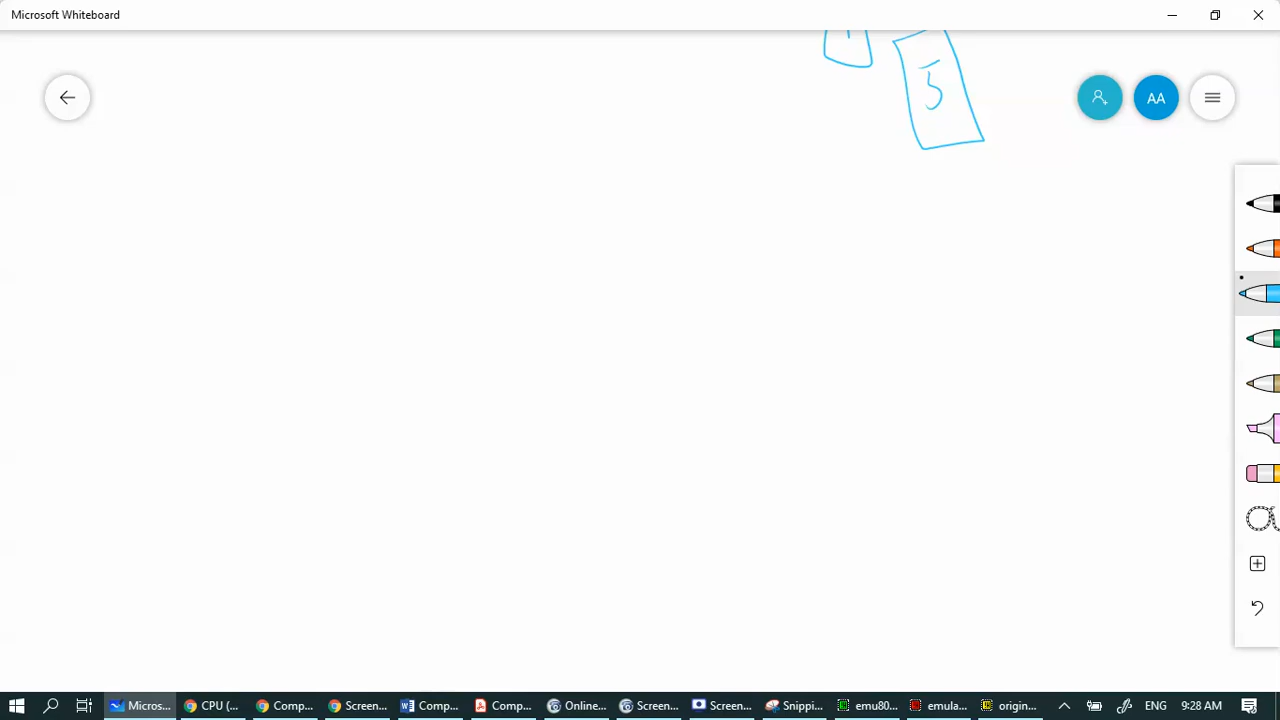 Microsoft Whiteboard
5
AA
Micros...
CPU (...
Comp...
Screen...
Comp...
Comp...
Online...
Screen...
Screen...
Snippi...
emu80...
emula...
origin...
ENG
9:28 AM